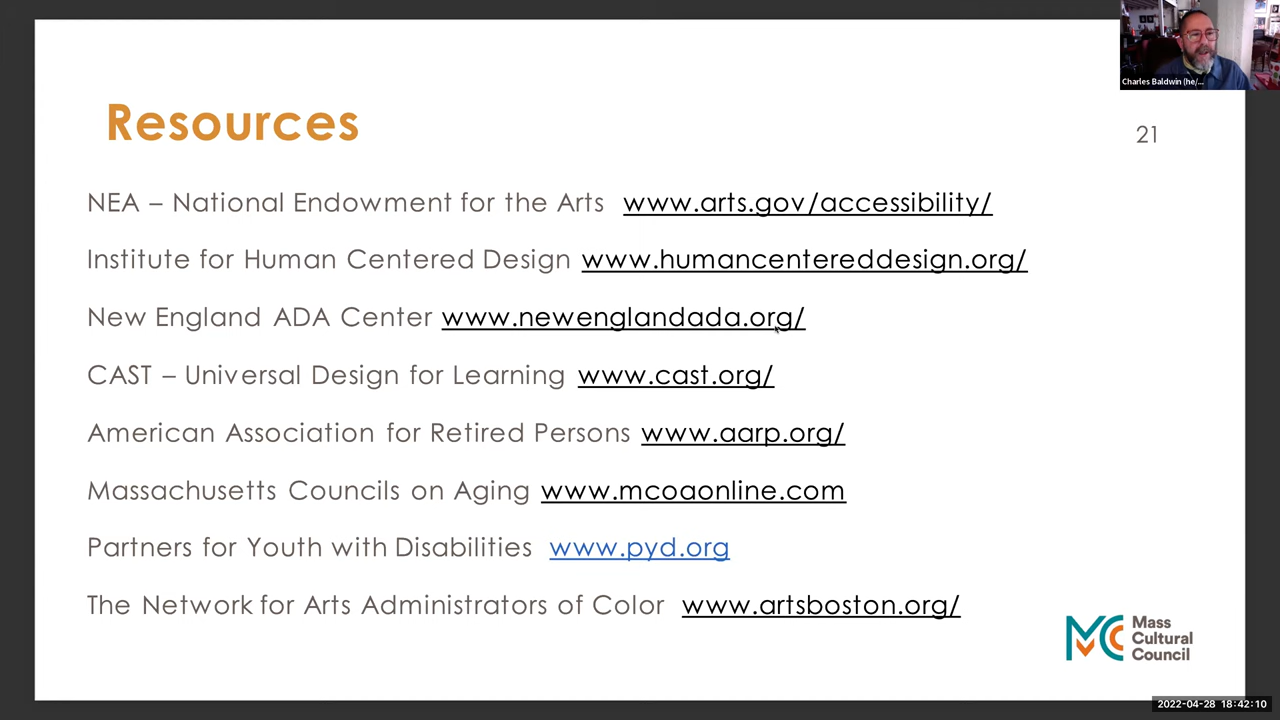 Charles Baldwin (he/...
Resources
21
NEA – National Endowment for the Arts www.arts.gov/accessibility/
Institute for Human Centered Design www.humancentereddesign.org/
New England ADA Center www.newenglandada.org/
CAST – Universal Design for Learning www.cast.org/
American Association for Retired Persons www.aarp.org/
Massachusetts Councils on Aging www.mcoaonline.com
Partners for Youth with Disabilities www.pyd.org
The Network for Arts Administrators of Color www.artsboston.org/
MCC
Mass
Cultural
Council
2022-04-28 18:42:10